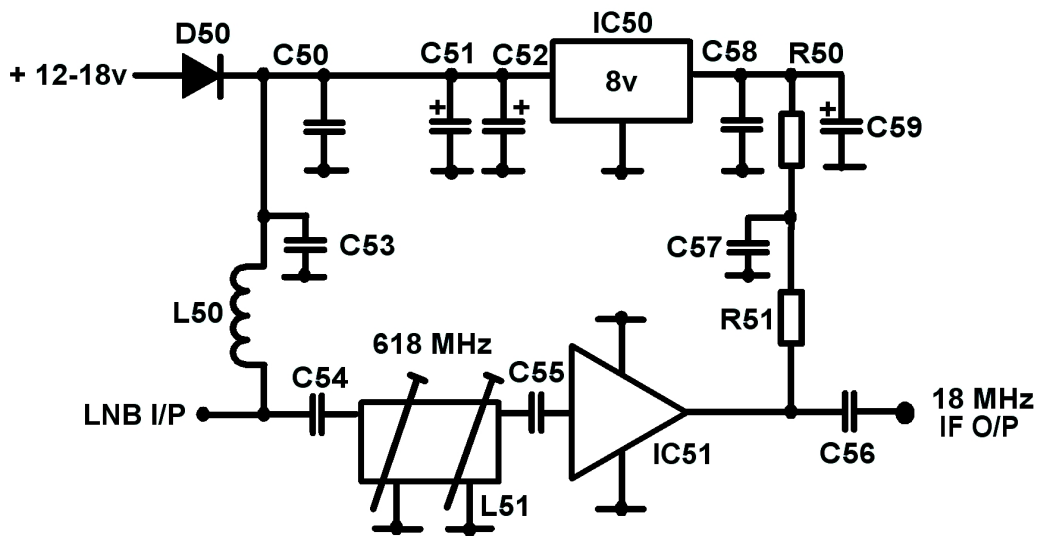 D50
IC50
C50
C51
C52
C58
R50
+ 12-18v
8v
+
+
+
C59
C53
C57
L50
R51
618 MHz
C54
C55
LNB I/P
18 MHz
IF O/P
IC51
C56
L51